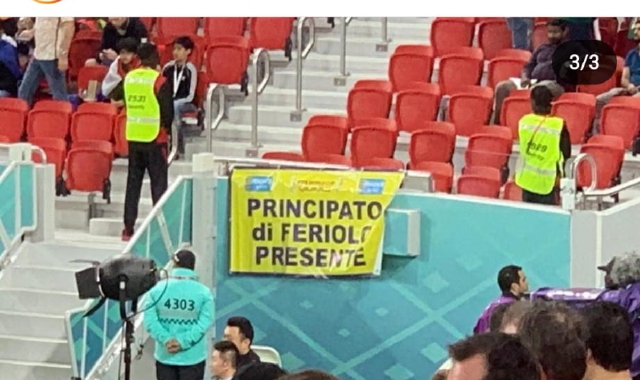 3/3
PRINCIPATO
di FERIOLO
PRESENTE
4303